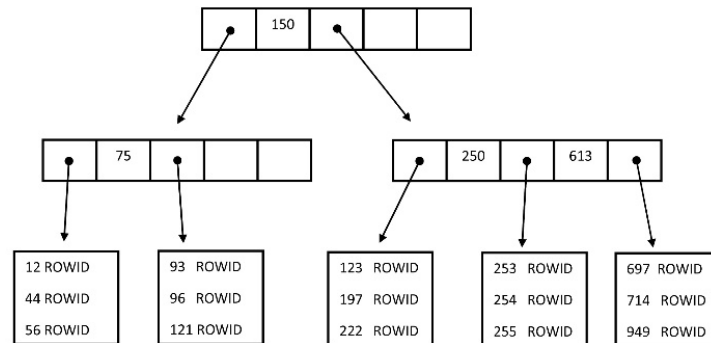 150
75
250 613
12 ROWID
44 ROWID
56 ROWID
93 ROWID
96 ROWID
121 ROWID
123 ROWID
197 ROWID
222 ROWID
253 ROWID
254 ROWID
255 ROWID
697 ROWID
714 ROWID
949 ROWID